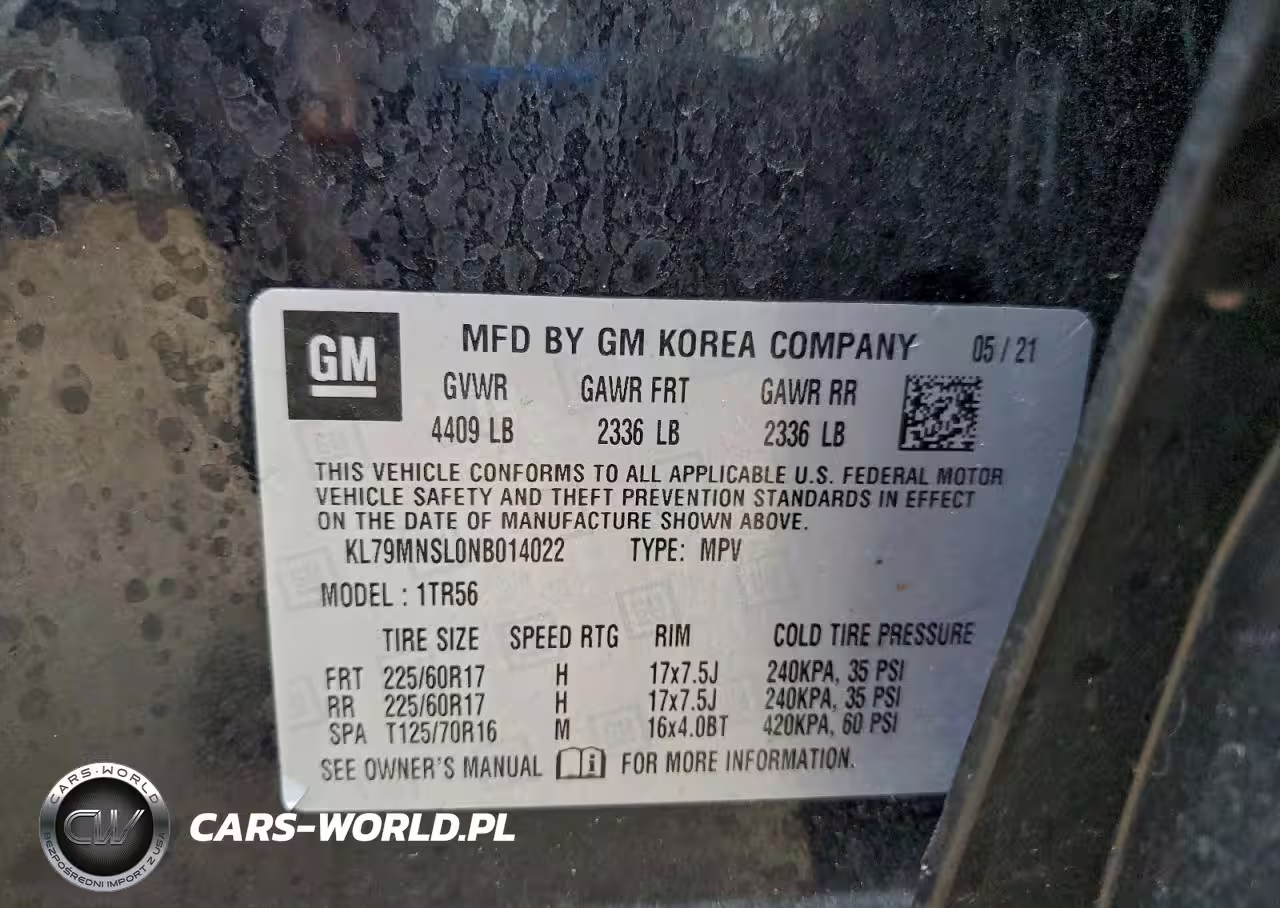 GM
MFD BY GM KOREA COMPANY 05 / 21
GVWR GAWR FRT GAWR RR
4409 LB 2336 LB 2336 LB
THIS VEHICLE CONFORMS TO ALL APPLICABLE U.S. FEDERAL MOTOR
VEHICLE SAFETY AND THEFT PREVENTION STANDARDS IN EFFECT
ON THE DATE OF MANUFACTURE SHOWN ABOVE.
KL79MNSL0NB014022 TYPE: MPV
MODEL : 1TR56
TIRE SIZE SPEED RTG RIM COLD TIRE PRESSURE
FRT 225/60R17 H 17x7.5J 240KPA, 35 PSI
RR 225/60R17 H 17x7.5J 240KPA, 35 PSI
SPA T125/70R16 M 16x4.0BT 420KPA, 60 PSI
SEE OWNER'S MANUAL i FOR MORE INFORMATION.
CARS-WORLD
CW
BEZPOŚREDNI IMPORT Z USA
CARS-WORLD.PL